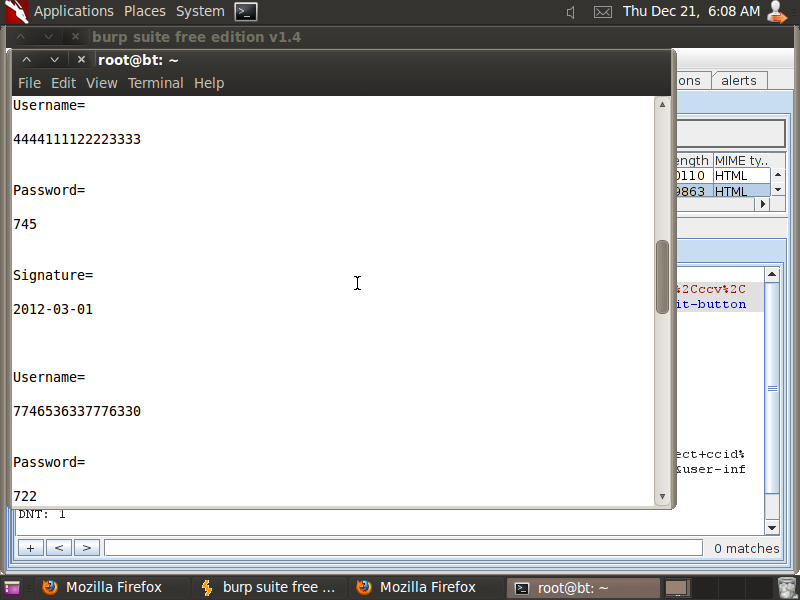 Applications Places System Thu Dec 21, 6:08 AM
burp suite free edition v1.4
root@bt: ~
File Edit View Terminal Help
ons alerts
Username=
4444111122223333
Password=
745
Signature=
2012-03-01
Username=
7746536337776330
Password=
722
ength MIME ty..
0110 HTML
9863 HTML
%2Cccv%2C
it-button
ect+ccid%
&user-inf
DNT: 1
+ < > 0 matches
Mozilla Firefox burp suite free ... Mozilla Firefox root@bt: ~